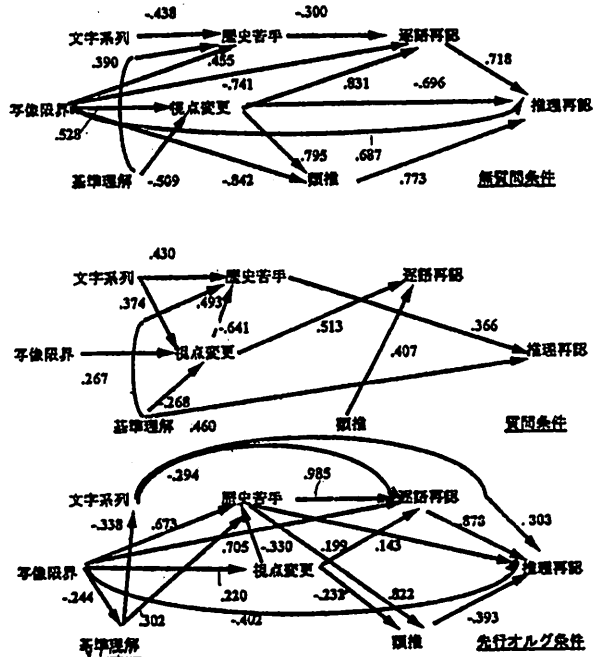 -.438 -.300
文字系列 歴史苦手 逐語再認
.390 .455 .718
-.741 .831 -.696
写像限界 視点変更 推理再認
.528 .795 .687
基準理解 -.509 -.842 類推 .773 無質問条件
.430
文字系列 歴史苦手 逐語再認
.374 .493
-.641 .513 .366
写像限界 視点変更 .407 推理再認
.267
-.268
基準理解 .460 類推 質問条件
-.294 .985
文字系列 歴史苦手 逐語再認
-.338 .673 .873 .303
.705 -.330 .199 .143
写像限界 視点変更 推理再認
-.244 .220 -.232 .822
.302 -.402 -.393
基準理解 類推 先行オルグ条件